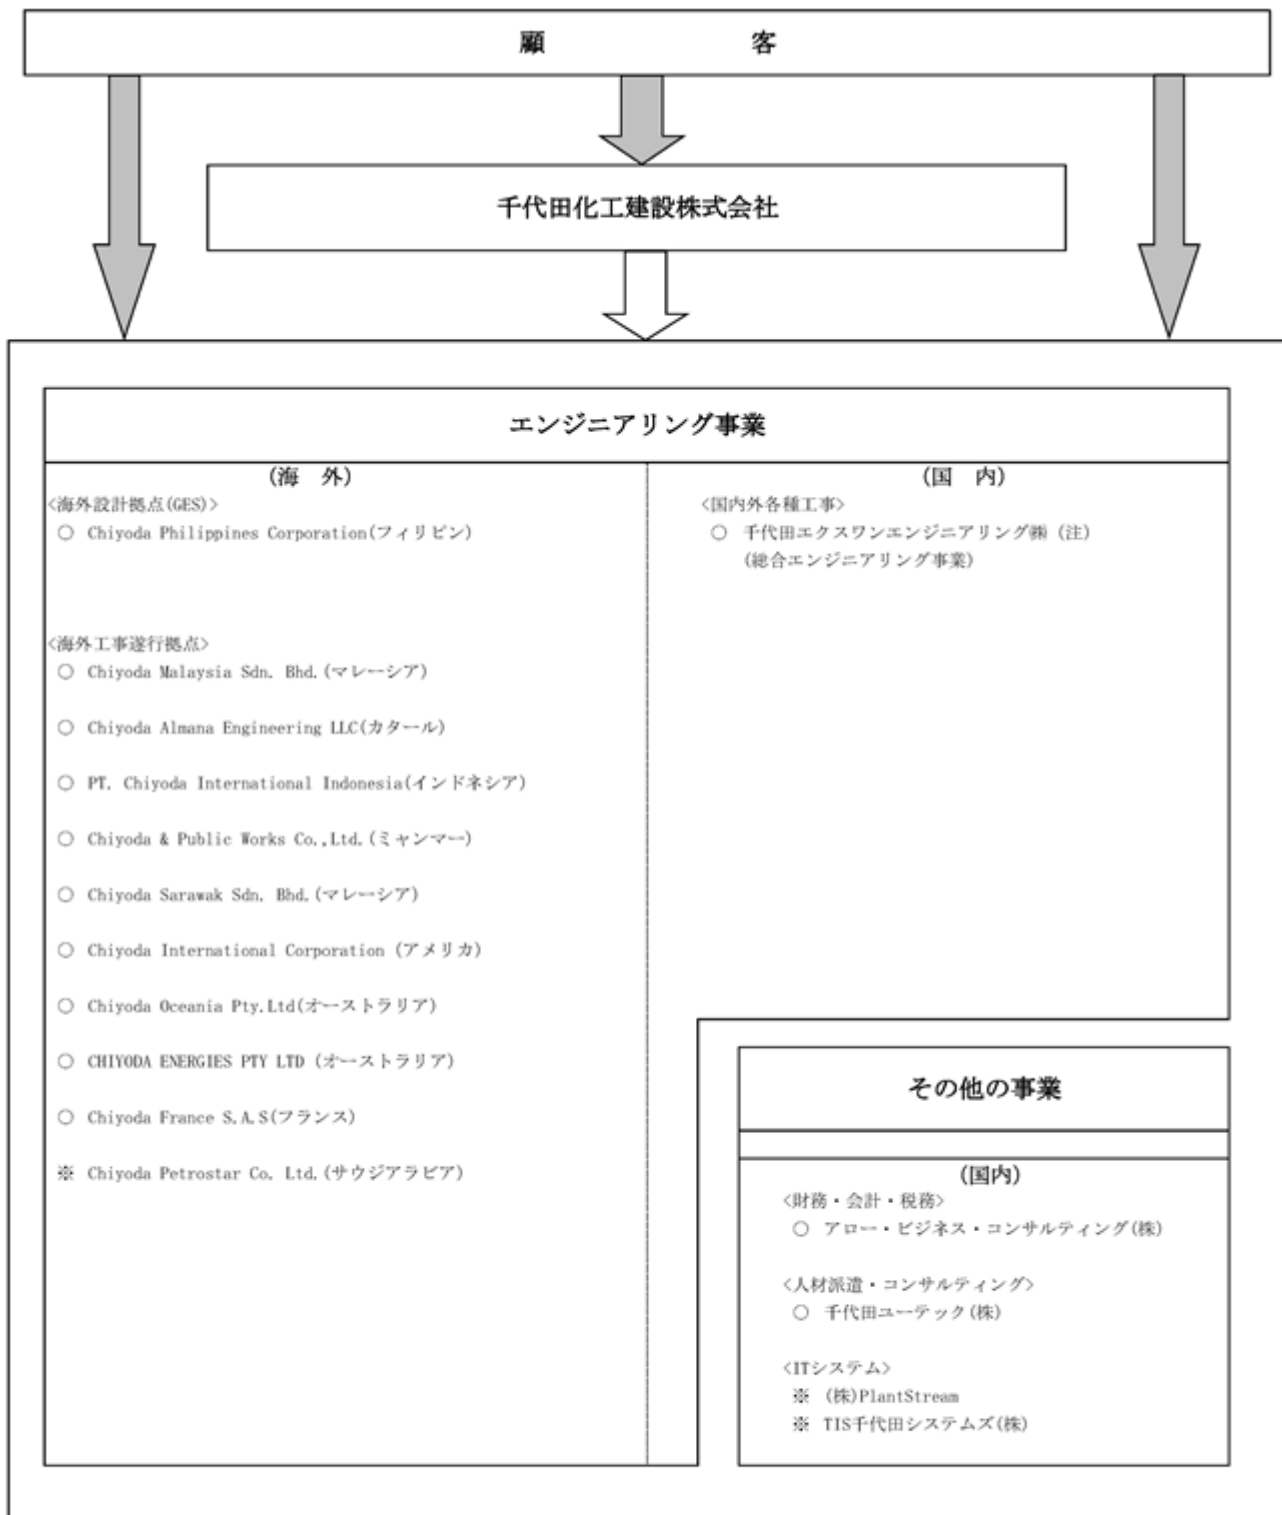 顧 客
千代田化工建設株式会社
エンジニアリング事業
(海 外)
<海外設計拠点(GES)>
○ Chiyoda Philippines Corporation(フィリピン)
<海外工事遂行拠点>
○ Chiyoda Malaysia Sdn. Bhd.(マレーシア)
○ Chiyoda Almana Engineering LLC(カタール)
○ PT. Chiyoda International Indonesia(インドネシア)
○ Chiyoda & Public Works Co.,Ltd.(ミャンマー)
○ Chiyoda Sarawak Sdn. Bhd.(マレーシア)
○ Chiyoda International Corporation (アメリカ)
○ Chiyoda Oceania Pty.Ltd(オーストラリア)
○ CHIYODA ENERGIES PTY LTD (オーストラリア)
○ Chiyoda France S.A.S(フランス)
※ Chiyoda Petrostar Co. Ltd.(サウジアラビア)
(国 内)
<国内外各種工事>
○ 千代田エクスワンエンジニアリング㈱ (注)
(総合エンジニアリング事業)
その他の事業
(国内)
<財務・会計・税務>
○ アロー・ビジネス・コンサルティング(株)
<人材派遣・コンサルティング>
○ 千代田ユーテック(株)
<ITシステム>
※ (株)PlantStream
※ TIS千代田システムズ(株)